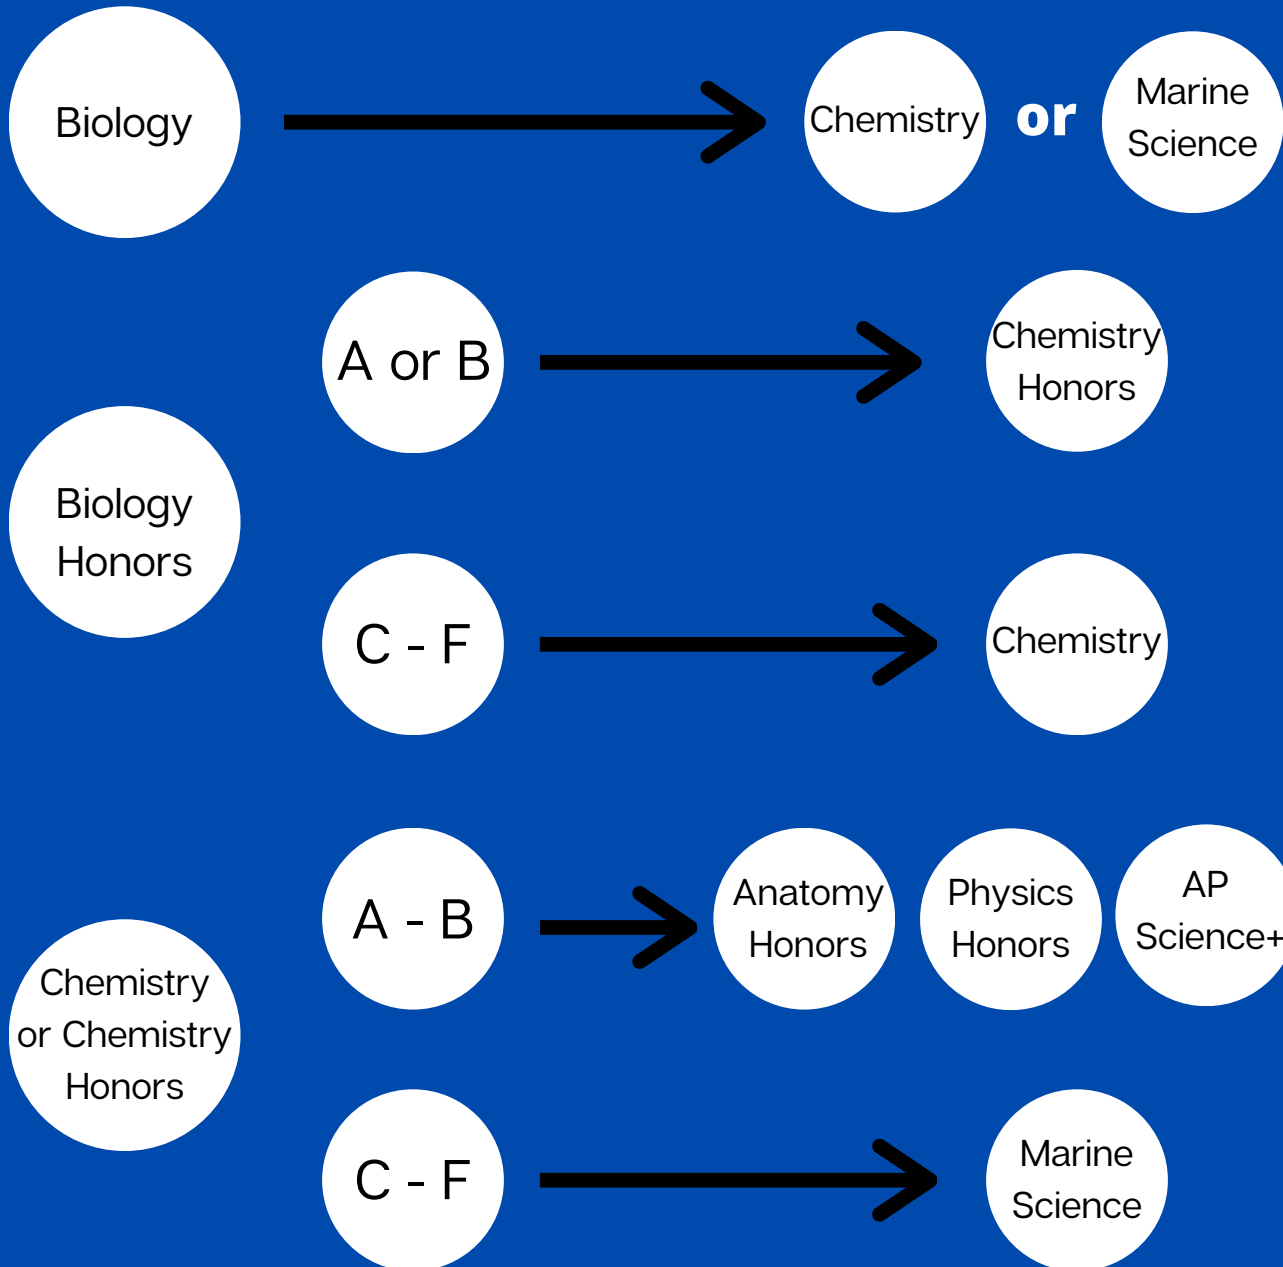 Biology
Chemistry
or
Marine
Science
A or B
Chemistry
Honors
Biology
Honors
C - F
Chemistry
A - B
Anatomy
Honors
Physics
Honors
AP
Science+
Chemistry
or Chemistry
Honors
C - F
Marine
Science